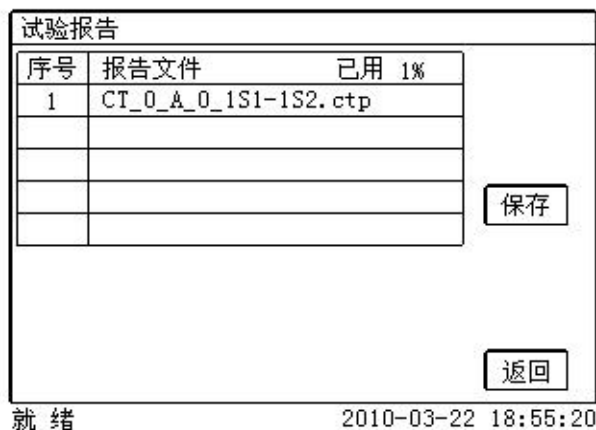 试验报告
序号 报告文件 已用 1%
1 CT_0_A_0_1S1-1S2.ctp
保存
返回
就 绪 2010-03-22 18:55:20